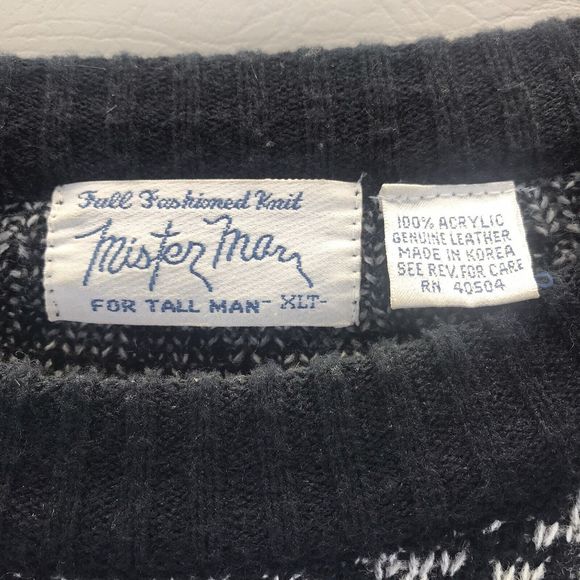 Full Fashioned Knit
Mister Man
FOR TALL MAN -XLT-
100% ACRYLIC
GENUINE LEATHER
MADE IN KOREA
SEE REV. FOR CARE
RN 40504